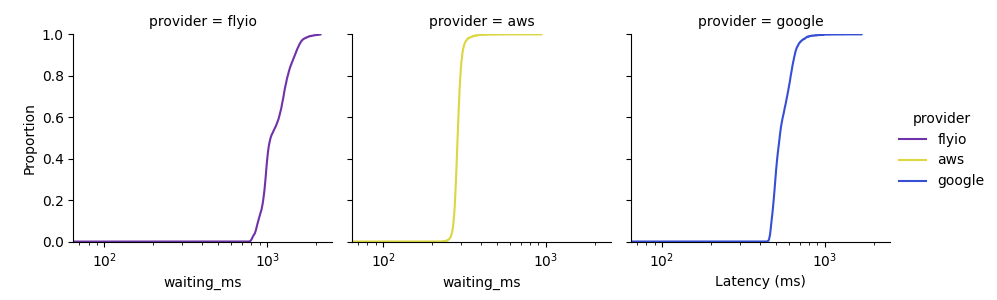 provider = flyio
provider = aws
provider = google
Proportion
1.0
0.8
0.6
0.4
0.2
0.0
10²
10³
10²
10³
10²
10³
waiting_ms
waiting_ms
Latency (ms)
provider
flyio
aws
google